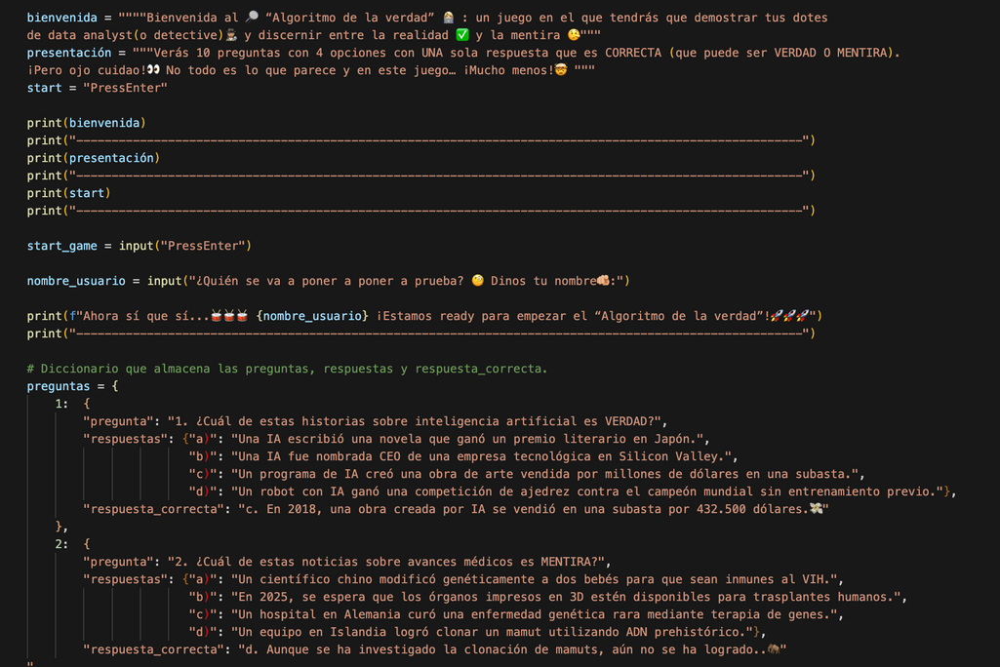 bienvenida = """"Bienvenida al 🔎 “Algoritmo de la verdad” 🕵🏼‍♀️ : un juego en el que tendrás que demostrar tus dotes
de data analyst(o detective)🕵🏽‍♂️ y discernir entre la realidad ✅ y la mentira 🤥"""
presentación = """Verás 10 preguntas con 4 opciones con UNA sola respuesta que es CORRECTA (que puede ser VERDAD O MENTIRA).
¡Pero ojo cuidao!👀 No todo es lo que parece y en este juego… ¡Mucho menos!🤯 """
start = "PressEnter"
print(bienvenida)
print("-------------------------------------------------------------------------------------------------------")
print(presentación)
print("-------------------------------------------------------------------------------------------------------")
print(start)
print("-------------------------------------------------------------------------------------------------------")
start_game = input("PressEnter")
nombre_usuario = input("¿Quién se va a poner a poner a prueba? 🧐 Dinos tu nombre🫵🏼:")
print(f"Ahora sí que sí...🥁🥁🥁 {nombre_usuario} ¡Estamos ready para empezar el “Algoritmo de la verdad”!🚀🚀🚀")
print("-------------------------------------------------------------------------------------------------------")
# Diccionario que almacena las preguntas, respuestas y respuesta_correcta.
preguntas = {
1: {
"pregunta": "1. ¿Cuál de estas historias sobre inteligencia artificial es VERDAD?",
"respuestas": {"a)": "Una IA escribió una novela que ganó un premio literario en Japón.",
"b)": "Una IA fue nombrada CEO de una empresa tecnológica en Silicon Valley.",
"c)": "Un programa de IA creó una obra de arte vendida por millones de dólares en una subasta.",
"d)": "Un robot con IA ganó una competición de ajedrez contra el campeón mundial sin entrenamiento previo."},
"respuesta_correcta": "c. En 2018, una obra creada por IA se vendió en una subasta por 432.500 dólares.💸"
},
2: {
"pregunta": "2. ¿Cuál de estas noticias sobre avances médicos es MENTIRA?",
"respuestas": {"a)": "Un científico chino modificó genéticamente a dos bebés para que sean inmunes al VIH.",
"b)": "En 2025, se espera que los órganos impresos en 3D estén disponibles para trasplantes humanos.",
"c)": "Un hospital en Alemania curó una enfermedad genética rara mediante terapia de genes.",
"d)": "Un equipo en Islandia logró clonar un mamut utilizando ADN prehistórico."},
"respuesta_correcta": "d. Aunque se ha investigado la clonación de mamuts, aún no se ha logrado..🦣"